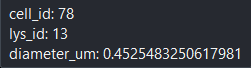 cell_id: 78
lys_id: 13
diameter_um: 0.4525483250617981